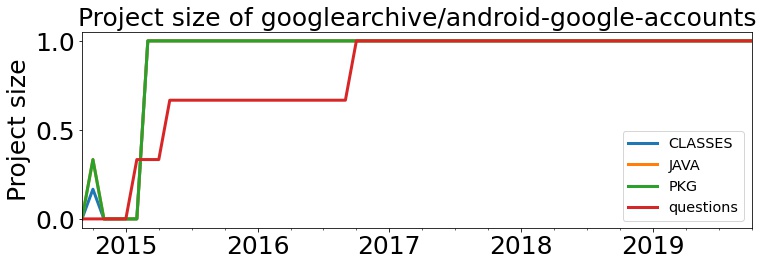 Project size of googlearchive/android-google-accounts
Project size
1.0
0.5
0.0
CLASSES
JAVA
PKG
questions
2015 2016 2017 2018 2019